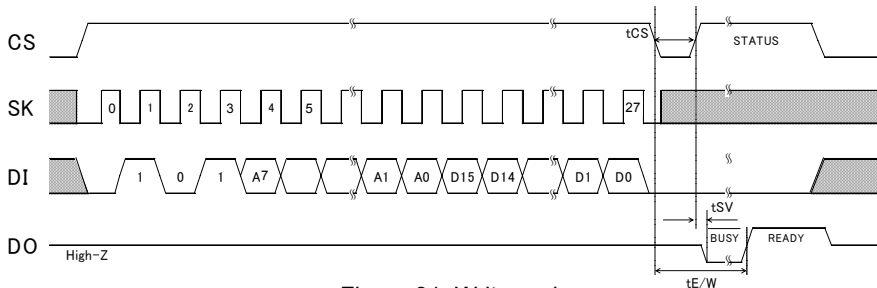 CS
tCS
STATUS
SK
0 1 2 3 4 5 27
DI
1 0 1 A7 A1 A0 D15 D14 D1 D0
tSV
DO
High-Z
BUSY READY
tE/W